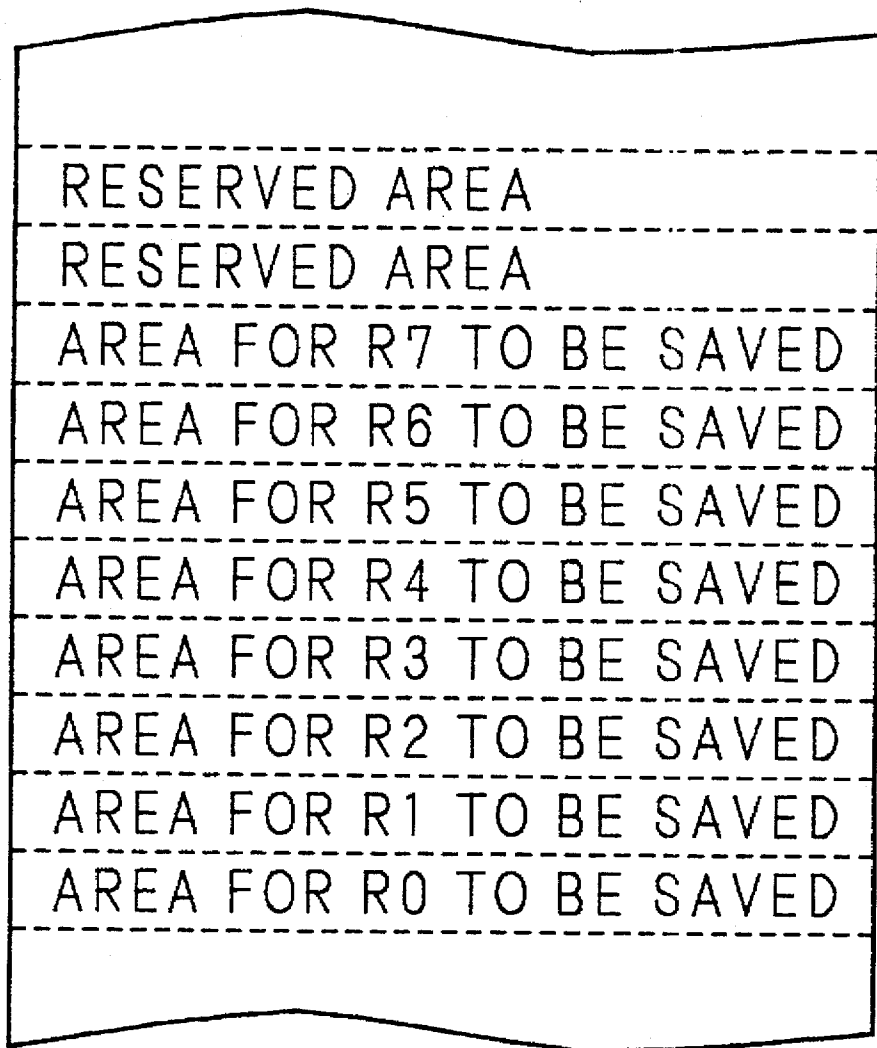 RESERVED AREA
RESERVED AREA
AREA FOR R7 TO BE SAVED
AREA FOR R6 TO BE SAVED
AREA FOR R5 TO BE SAVED
AREA FOR R4 TO BE SAVED
AREA FOR R3 TO BE SAVED
AREA FOR R2 TO BE SAVED
AREA FOR R1 TO BE SAVED
AREA FOR R0 TO BE SAVED